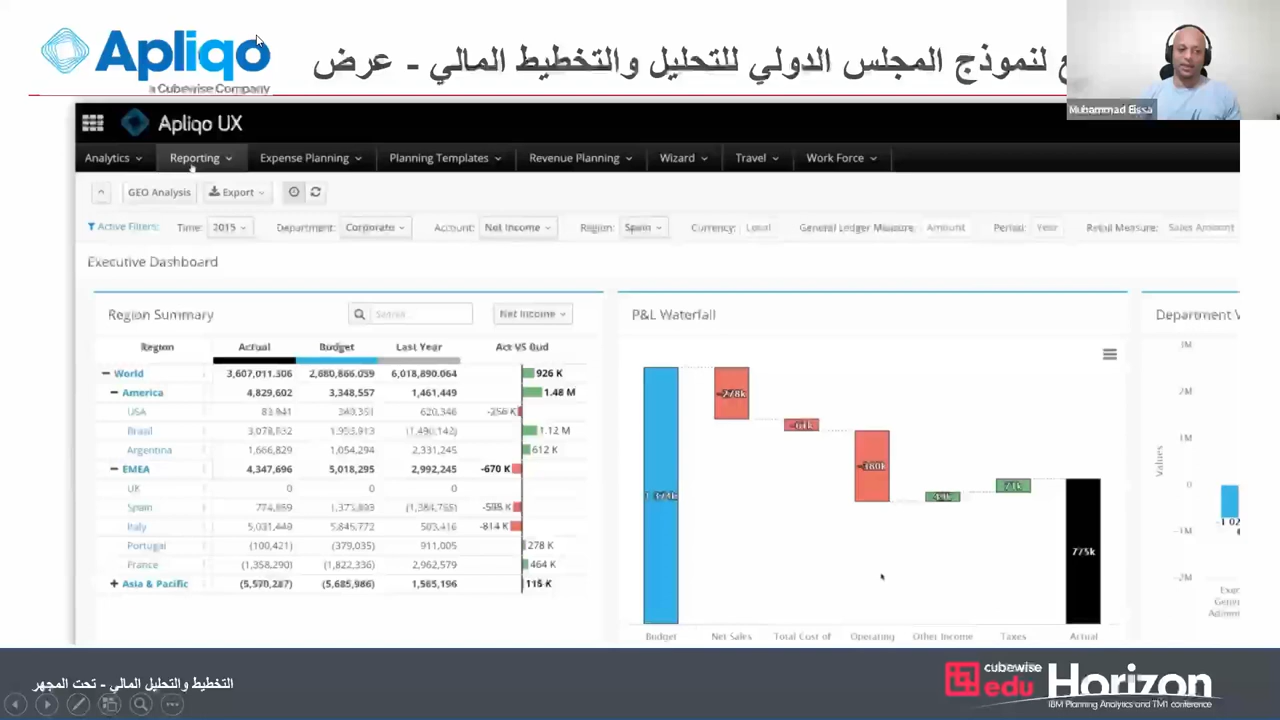 Apliqo
a Cubewise Company
لنموذج المجلس الدولي للتحليل والتخطيط المالي - عرض
Muhammad Eissa
Apliqo UX
Analytics Reporting Expense Planning Planning Templates Revenue Planning Wizard Travel Work Force
GEO Analysis Export
Active Filters: Time: 2015 Department: Corporate Account: Net Income Region: Spain Currency: Local General Ledger Measure: Amount Period: Year Retail Measure: Sales Amount
Executive Dashboard
Region Summary Search... Net Income
Region Actual Budget Last Year Act VS Bud
World 3,607,011.506 2,680,866.059 6,018,890.064 926 K
America 4,829,602 3,348,557 1,461,449 1.48 M
USA 620,346
Brazil 1.12 M
Argentina 1,666,829 1,054,294 2,331,245 612 K
EMEA 4,347,696 5,018,295 2,992,245 -670 K
UK 0 0 0
Spain
Italy 5,031,449 5,845,772 503,416 -814 K
Portugal (100,421) (379,035) 911,005 278 K
France (1,358,290) (1,822,336) 2,962,579 464 K
Asia & Pacific (5,570,287) (5,685,986) 1,565,196 115 K
P&L Waterfall
-278k
-380k
71k
775k
Budget Net Sales Total Cost of Operating Other Income Taxes Actual
Department
Values
2M
1M
0
-1M
-2M
التخطيط والتحليل المالي - تحت المجهر
cubewise
edu
Horizon
IBM Planning Analytics and TM1 conference